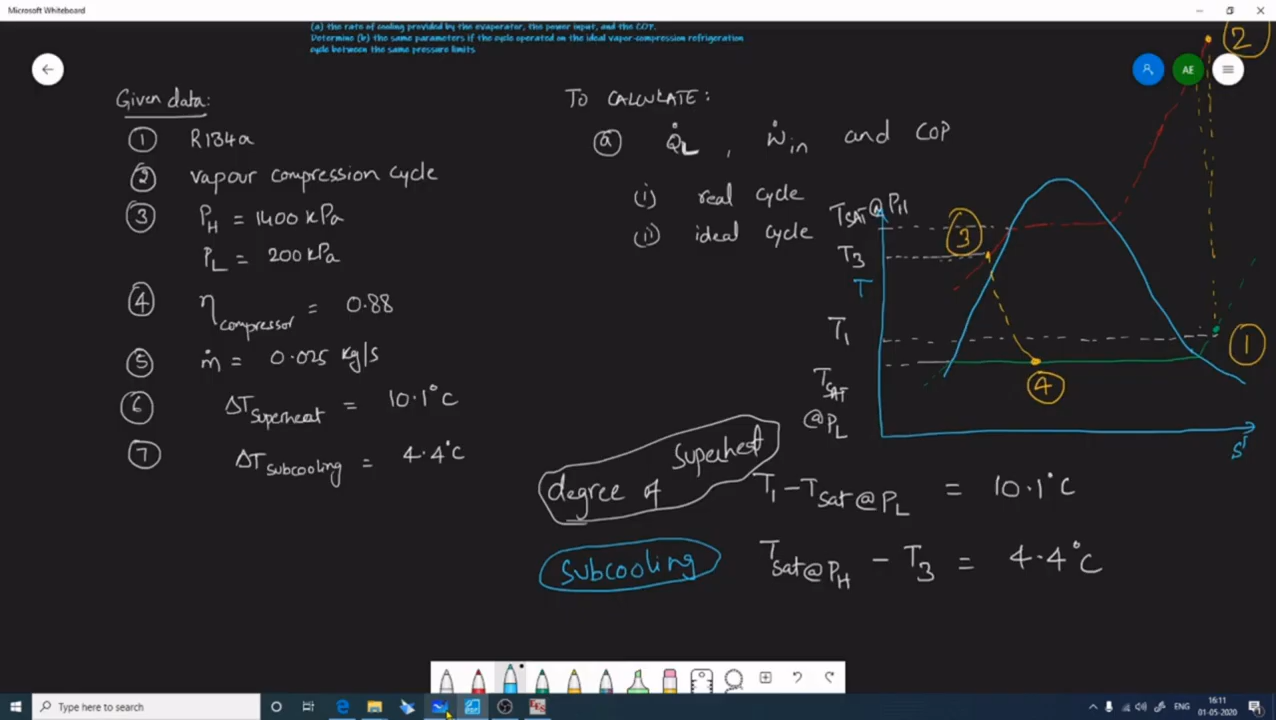 Microsoft Whiteboard
(a) the rate of cooling provided by the evaporator, the power input, and the COP.
Determine (b) the same parameters if the cycle operated on the ideal vapor-compression refrigeration
cycle between the same pressure limits
AE
Given data:
① R134a
② vapour compression cycle
③ PH = 1400 kPa
PL = 200 kPa
④ ηcompressor = 0.88
⑤ ṁ = 0.025 kg/s
⑥ ΔTsuperheat = 10.1°C
⑦ ΔTsubcooling = 4.4°C
TO CALCULATE:
ⓐ Q̇L , Ẇin and COP
(i) real cycle
(ii) ideal cycle
②
TSAT@PH
③
T3
T
T1
①
TSAT
@PL
④
S
degree of Superheat T1 - Tsat@PL = 10.1°C
Subcooling Tsat@PH - T3 = 4.4°C
Type here to search
EES
ENG
16:11
01-05-2020